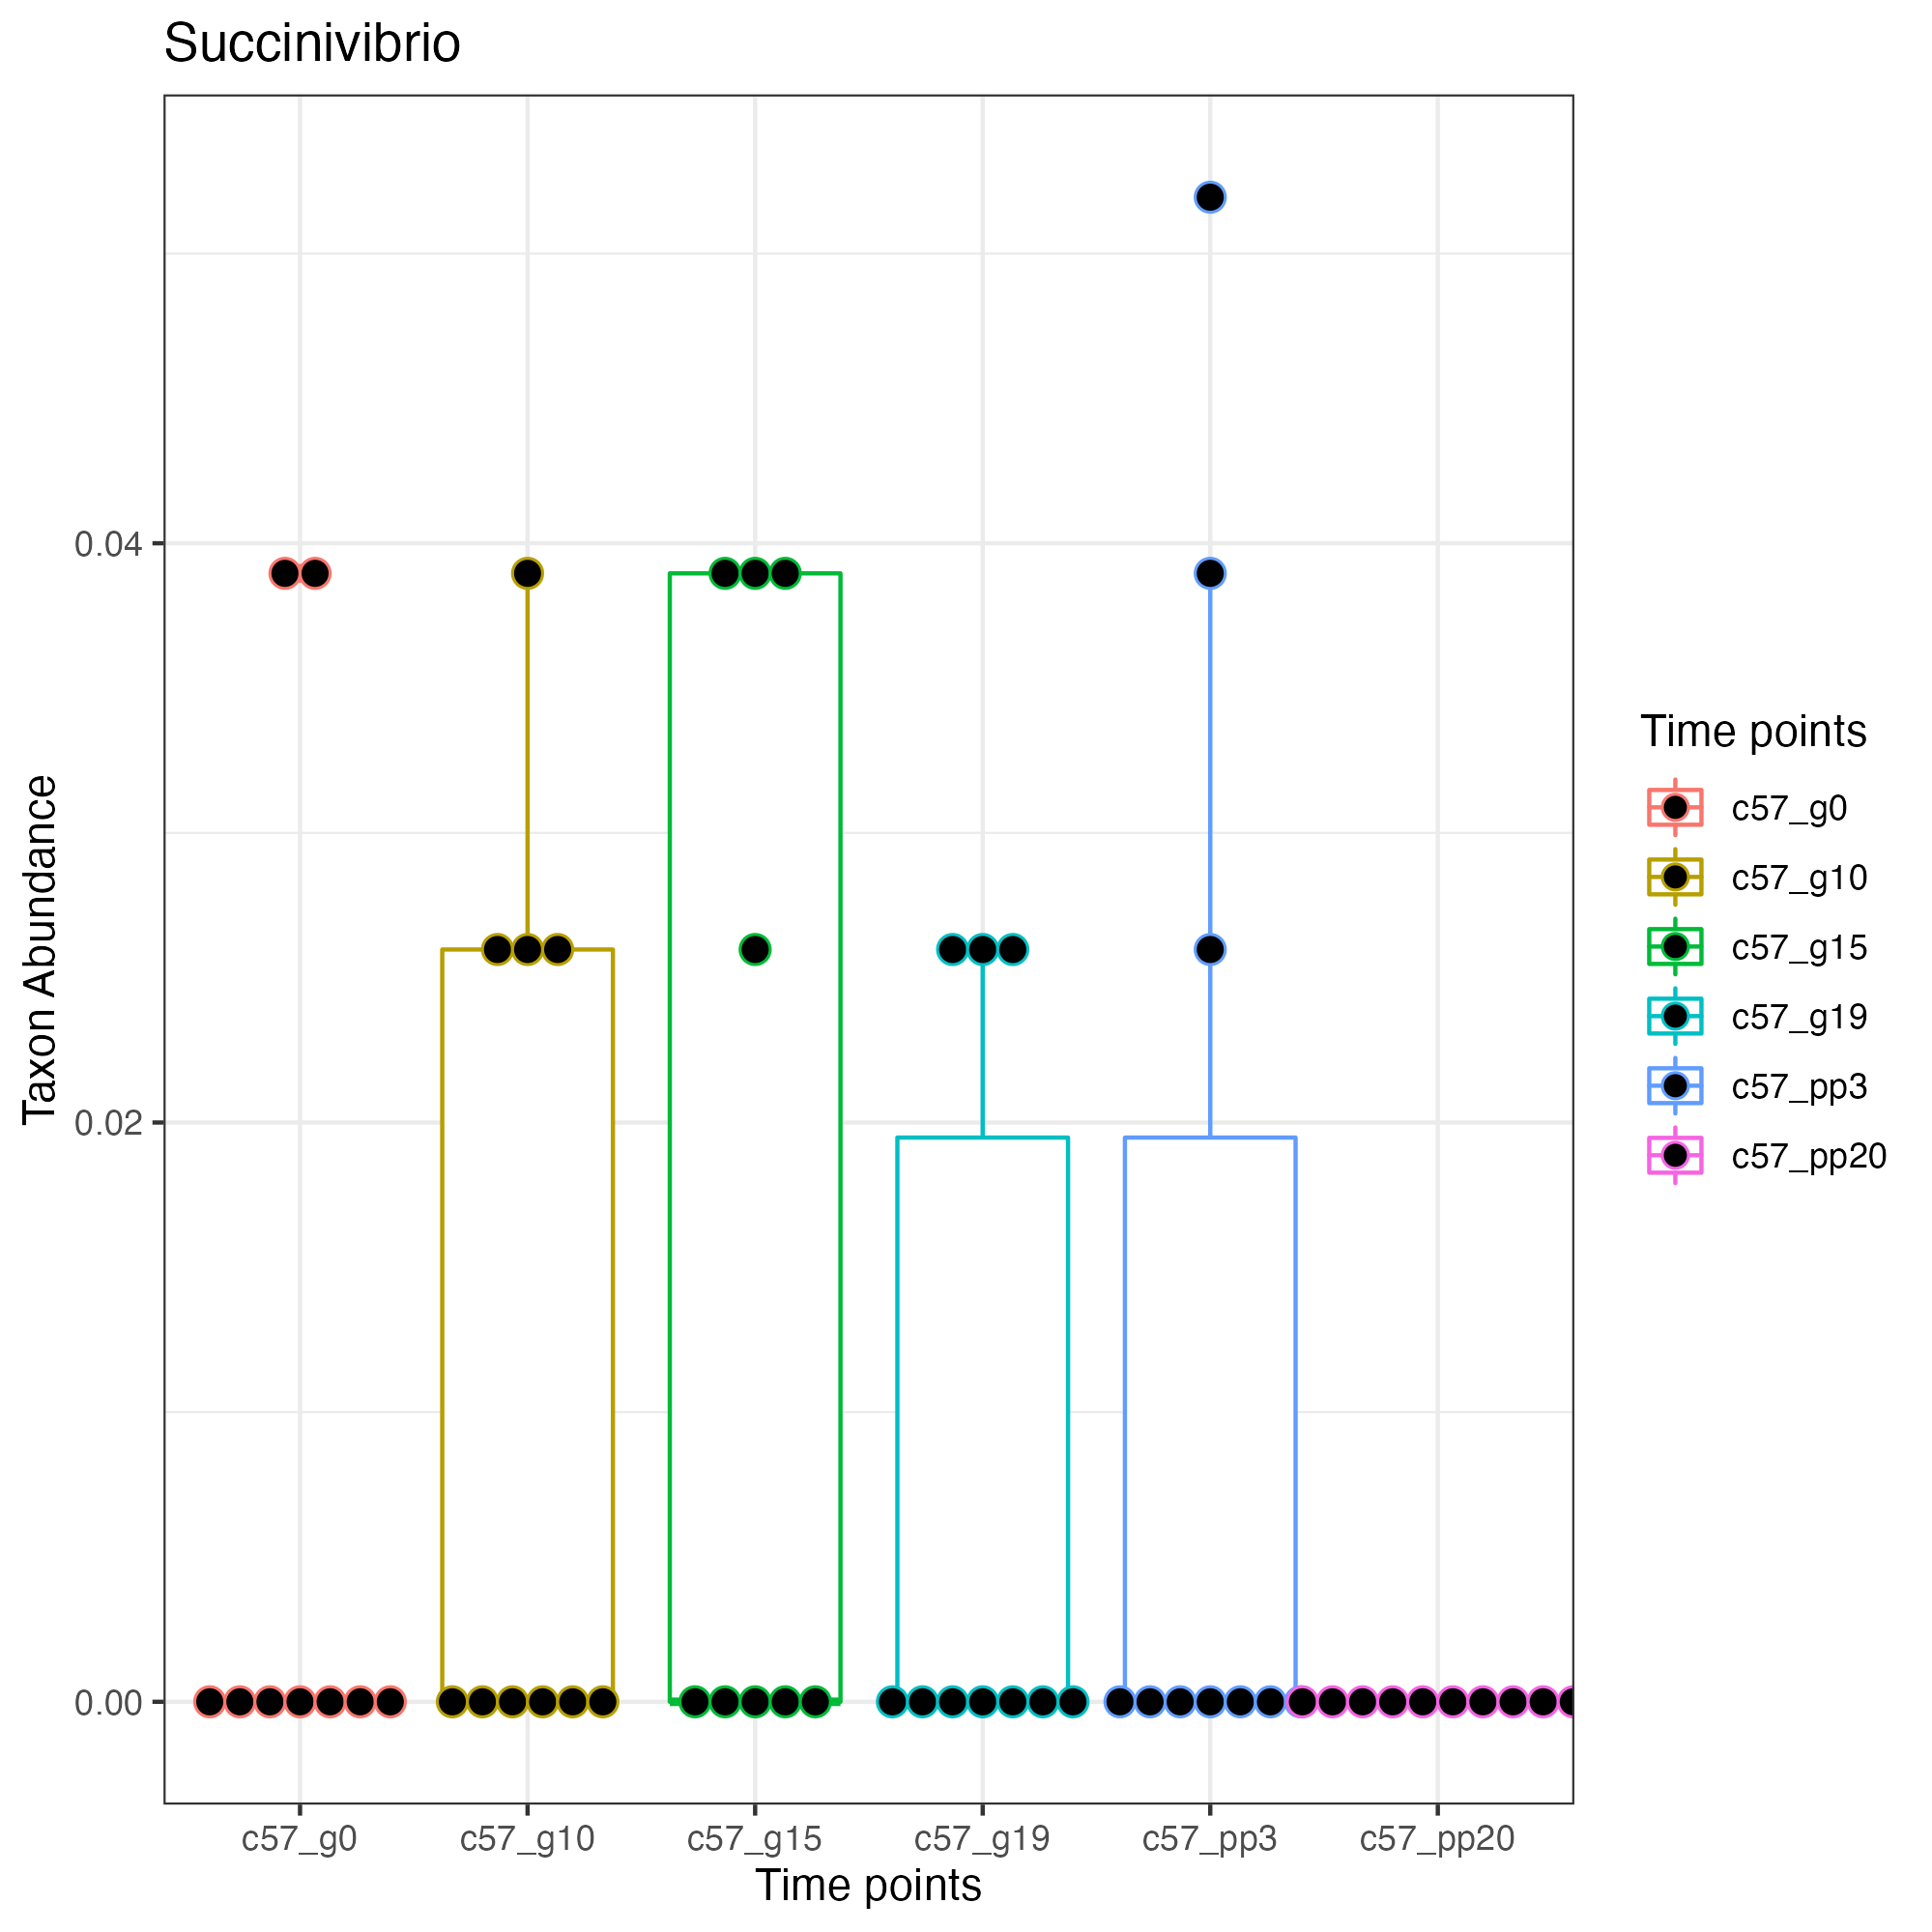 Succinivibrio
Taxon Abundance
0.04
0.02
0.00
c57_g0 c57_g10 c57_g15 c57_g19 c57_pp3 c57_pp20
Time points
Time points
c57_g0
c57_g10
c57_g15
c57_g19
c57_pp3
c57_pp20